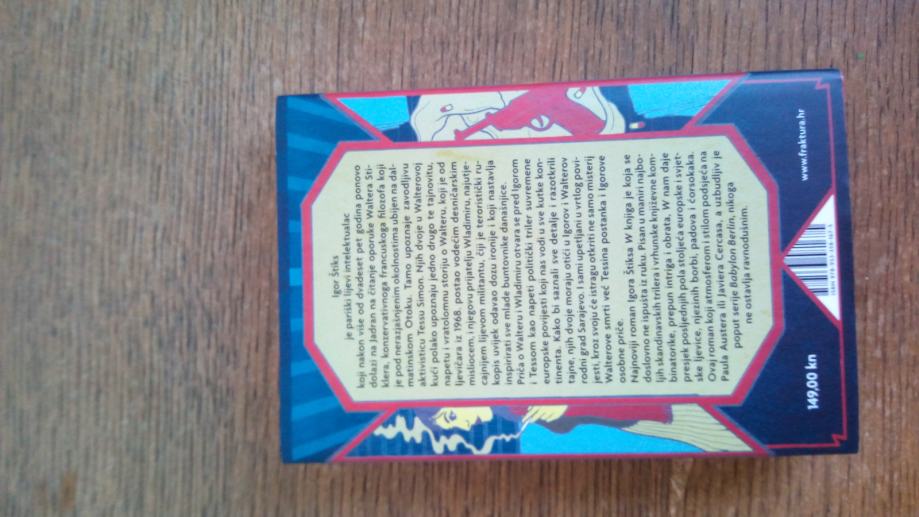 Igor Štiks
je pariški lijevi intelektualac
koji nakon više od dvadeset pet godina ponovo
dolazi na Jadran na čitanje oporuke Waltera Sti-
klera, konzervativnoga francuskoga filozofa koji
je pod nerazjašnjenim okolnostima ubijen na dal-
matinskom Otoku. Tamo upoznaje zavodljivu
aktivisticu Tessu Simon. Njih dvoje u Walterovoj
kući polako upoznaju jedno drugo te tajnovitu,
napetu i vratolomnu storiju o Walteru, koji je od
ljevičara iz 1968. postao vodećim desničarskim
misliocem, i njegovu prijatelju Wladimiru, najutje-
cajnijem lijevom militantu, čiji je teroristički ru-
kopis uvijek odavao dozu ironije i koji nastavlja
inspirirati sve mlade buntovnike današnjice.
Priča o Walteru i Wladimiru otvara se pred Igorom
i Tessom kao napeti politički triler suvremene
europske povijesti koji nas vodi u sve kutke kon-
tinenta. Kako bi saznali sve detalje i razotkrili
tajne, njih dvoje moraju otići u Igorov i Walterov
rodni grad Sarajevo. I sami upetljani u vrtlog povi-
jesti, kroz svoju će istragu otkriti ne samo misterij
Walterove smrti već Tessina postanka i Igorove
osobne priče.
Najnoviji roman Igora Štiksa W knjiga je koja se
doslovno ne ispušta iz ruku. Pisan u maniri najbo-
ljih skandinavskih trilera i vrhunske književne kom-
binatorike, prepun intriga i obrata, W nam daje
presjek posljednjih pola stoljeća europske i svjet-
ske ljevice, njezinih borbi, padova i ćorsokaka.
Ovaj roman koji atmosferom i stilom podsjeća na
Paula Austera ili Javiera Cercasa, a uzbudljiv je
poput serije Babylon Berlin, nikoga
ne ostavlja ravnodušnim.
149,00 kn
www.fraktura.hr